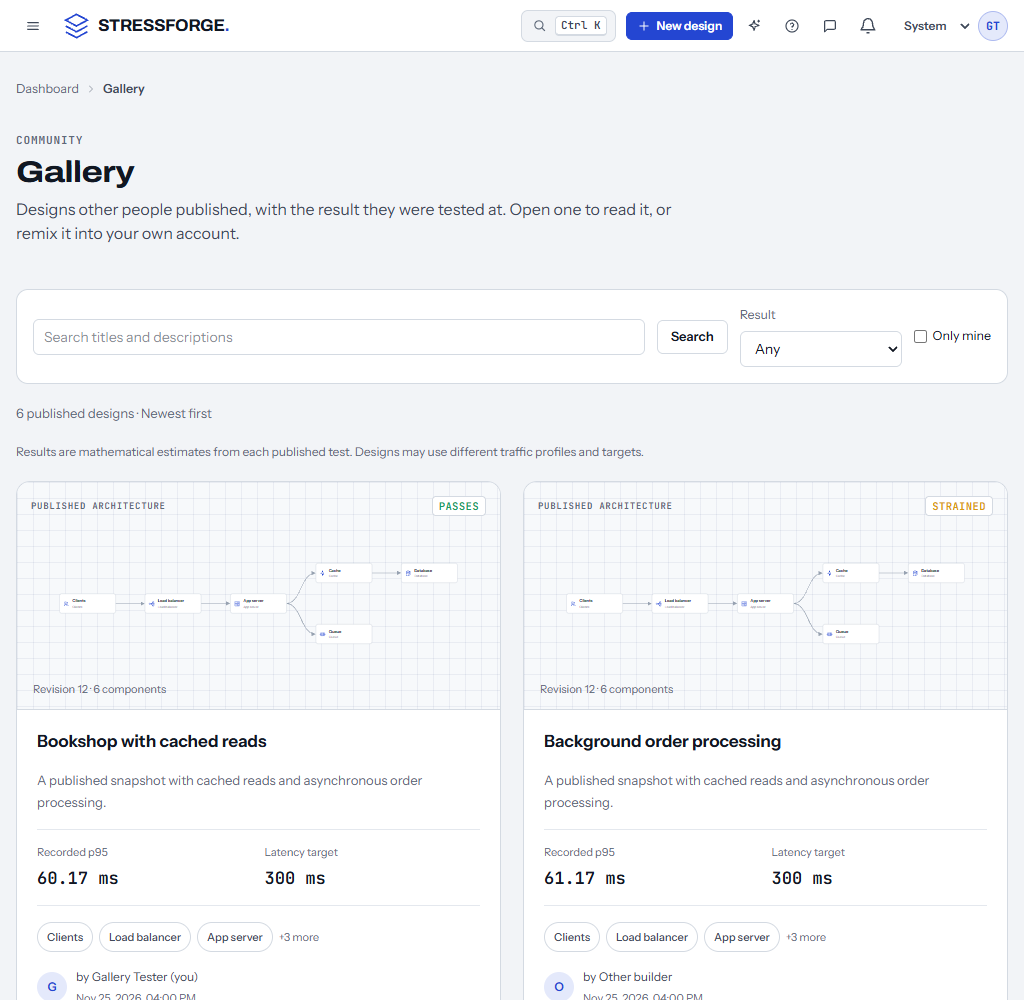 STRESSFORGE.
Ctrl K
New design
System
GT
Dashboard
Gallery
COMMUNITY
Gallery
Designs other people published, with the result they were tested at. Open one to read it, or
remix it into your own account.
Result
Search titles and descriptions
Search
Any
Only mine
6 published designs · Newest first
Results are mathematical estimates from each published test. Designs may use different traffic profiles and targets.
PUBLISHED ARCHITECTURE
PASSES
Cache
Database
Clients
Load balancer
App server
Queue
Revision 12 · 6 components
Bookshop with cached reads
A published snapshot with cached reads and asynchronous order
processing.
Recorded p95
Latency target
60.17 ms
300 ms
Clients
Load balancer
App server
+3 more
G
by Gallery Tester (you)
Nov 25, 2026, 04:00 PM
PUBLISHED ARCHITECTURE
STRAINED
Cache
Database
Clients
Load balancer
App server
Queue
Revision 12 · 6 components
Background order processing
A published snapshot with cached reads and asynchronous order
processing.
Recorded p95
Latency target
61.17 ms
300 ms
Clients
Load balancer
App server
+3 more
O
by Other builder
Nov 25, 2026, 04:00 PM